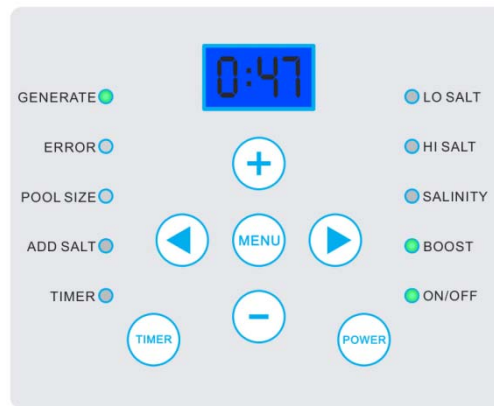 0:47
GENERATE
ERROR
POOL SIZE
ADD SALT
TIMER
LO SALT
HI SALT
SALINITY
BOOST
ON/OFF
+
MENU
−
TIMER
POWER